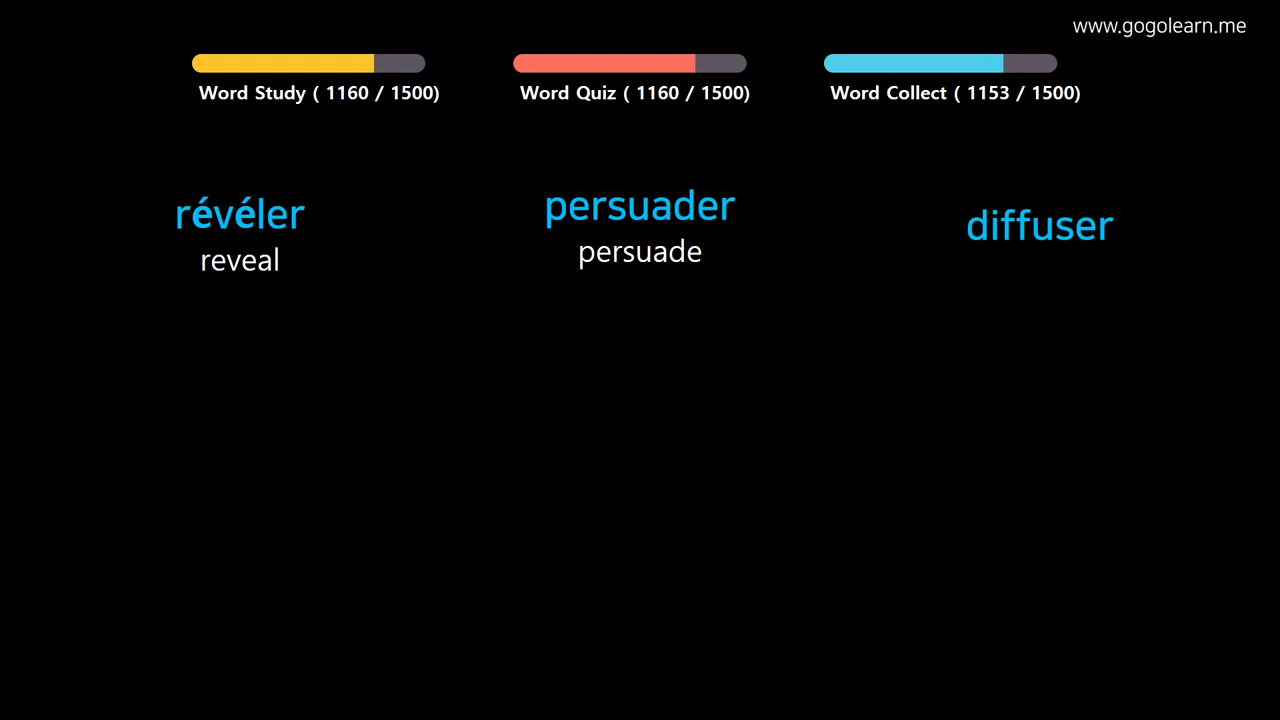 www.gogolearn.me
Word Study ( 1160 / 1500)
Word Quiz ( 1160 / 1500)
Word Collect ( 1153 / 1500)
révéler
reveal
persuader
persuade
diffuser